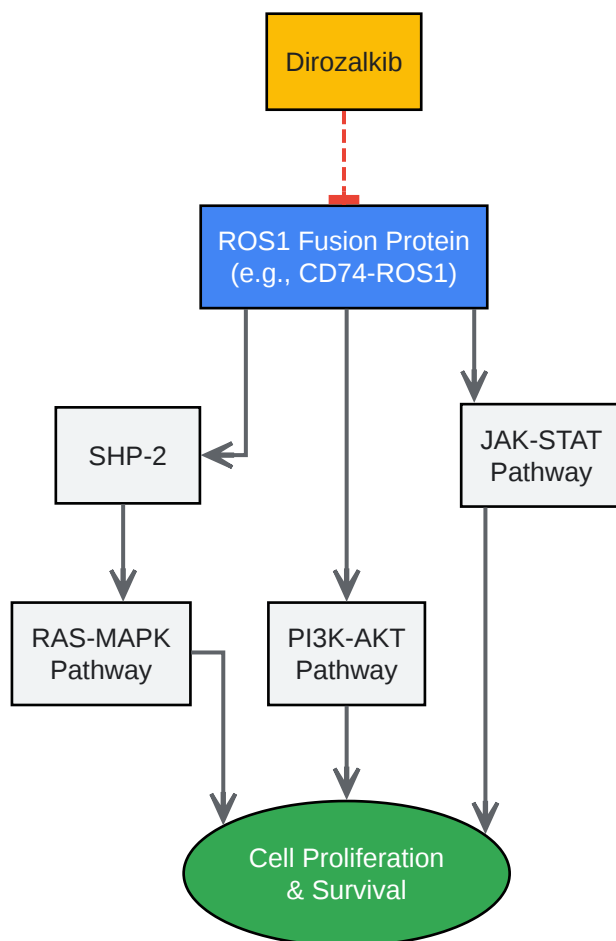 Dirozalkib
ROS1 Fusion Protein
(e.g., CD74-ROS1)
SHP-2
JAK-STAT
Pathway
RAS-MAPK
Pathway
PI3K-AKT
Pathway
Cell Proliferation
& Survival